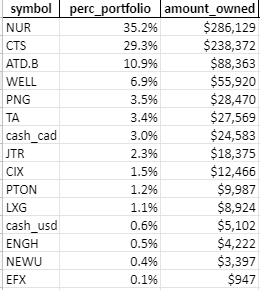 symbol perc_portfolio amount_owned
NUR 35.2% $286,129
CTS 29.3% $238,372
ATD.B 10.9% $88,363
WELL 6.9% $55,920
PNG 3.5% $28,470
TA 3.4% $27,569
cash_cad 3.0% $24,583
JTR 2.3% $18,375
CIX 1.5% $12,466
PTON 1.2% $9,987
LXG 1.1% $8,924
cash_usd 0.6% $5,102
ENGH 0.5% $4,222
NEWU 0.4% $3,397
EFX 0.1% $947